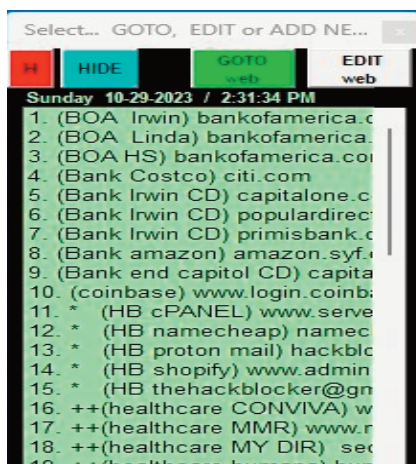 Select... GOTO, EDIT or ADD NE...
H HIDE GOTO web EDIT web
Sunday 10-29-2023 / 2:31:34 PM
1. (BOA Irwin) bankofamerica.c
2. (BOA Linda) bankofamerica.
3. (BOA HS) bankofamerica.co
4. (Bank Costco) citi.com
5. (Bank Irwin CD) capitalone.c
6. (Bank Irwin CD) populardirec
7. (Bank Irwin CD) primisbank.c
8. (Bank amazon) amazon.syf.
9. (Bank end capitol CD) capita
10. (coinbase) www.login.coinb
11. * (HB cPANEL) www.serve
12. * (HB namecheap) namec
13. * (HB proton mail) hackblc
14. * (HB shopify) www.admin
15. * (HB thehackblocker@gm
16. ++(healthcare CONVIVA) w
17. ++(healthcare MMR) www.r
18. ++(healthcare MY DIR) sec